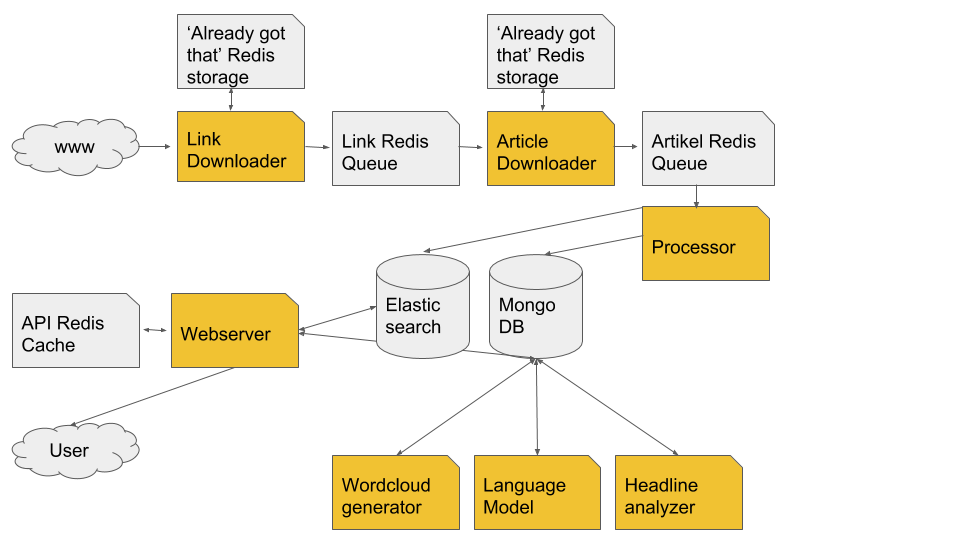 ‘Already got
that’ Redis
storage
‘Already got
that’ Redis
storage
www
Link
Downloader
Link Redis
Queue
Article
Downloader
Artikel Redis
Queue
Processor
API Redis
Cache
Webserver
Elastic
search
Mongo
DB
User
Wordcloud
generator
Language
Model
Headline
analyzer